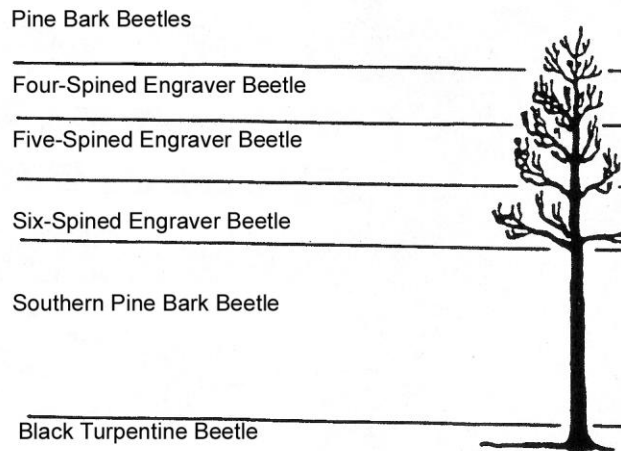 Pine Bark Beetles
Four-Spined Engraver Beetle
Five-Spined Engraver Beetle
Six-Spined Engraver Beetle
Southern Pine Bark Beetle
Black Turpentine Beetle